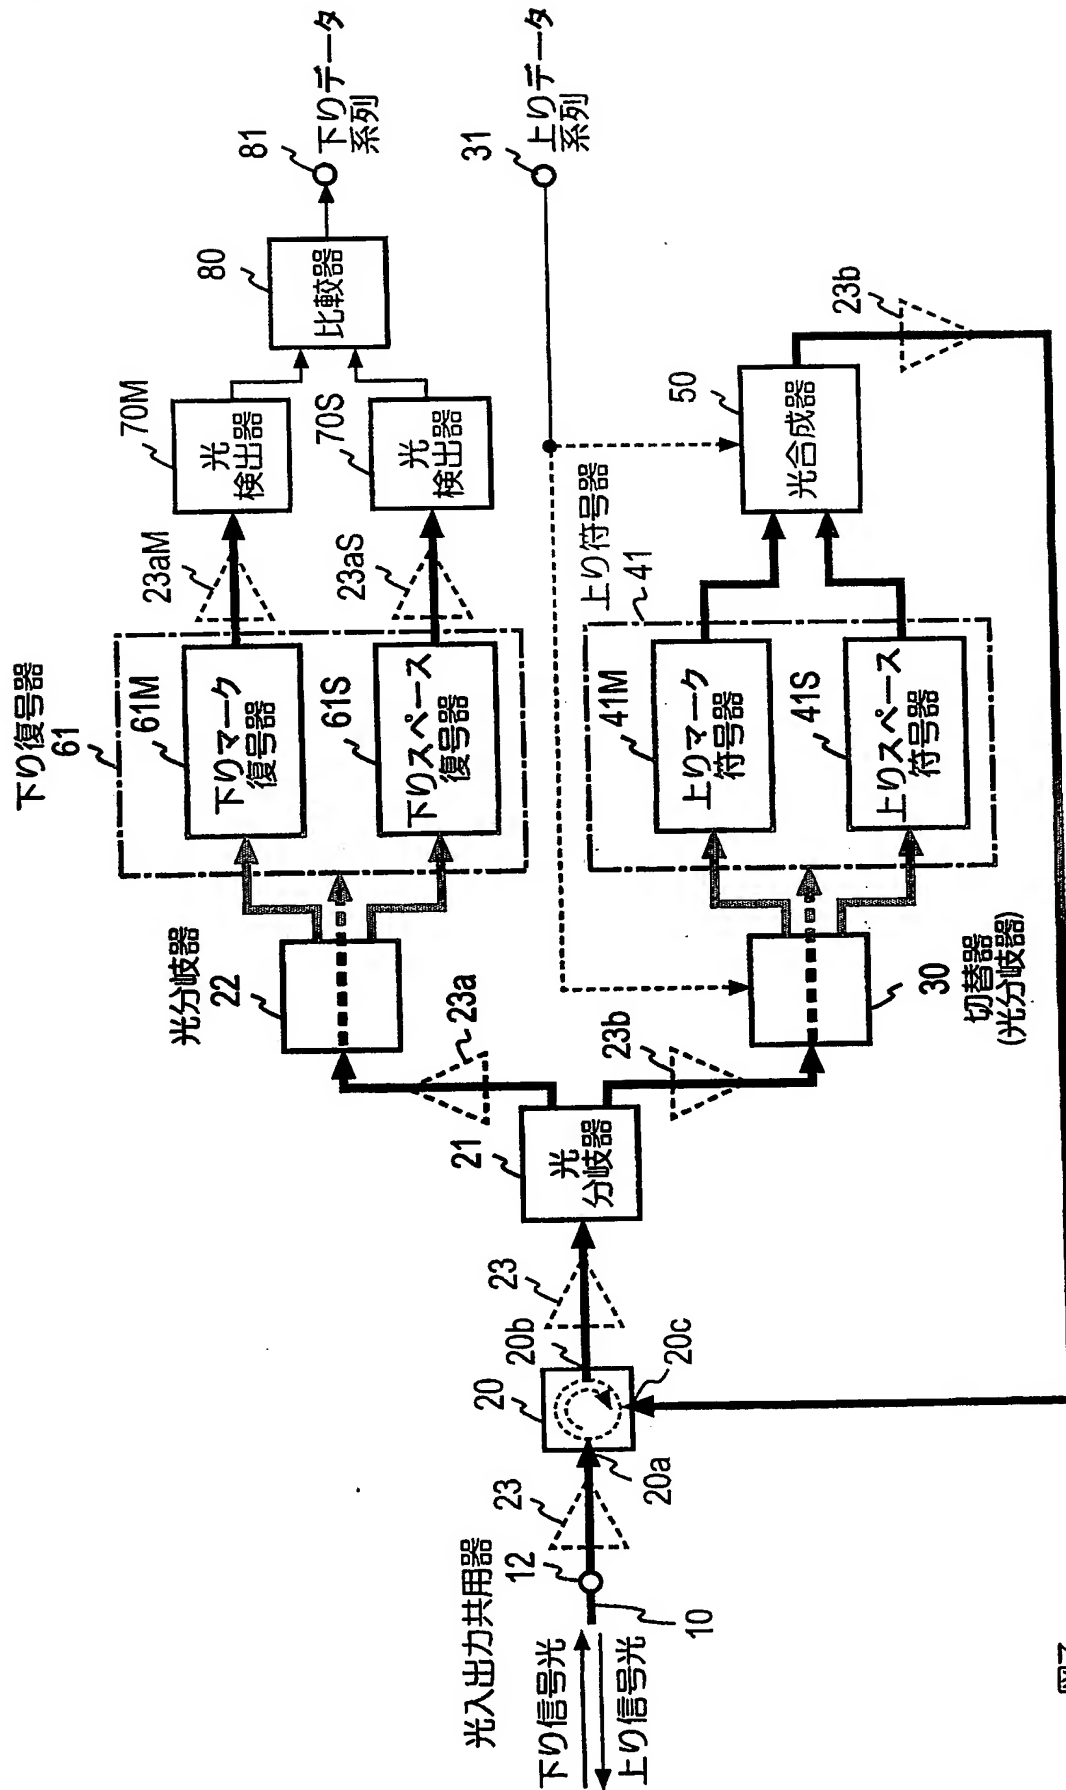 下り信号光
上り信号光
10
12
光入出力共用器
23
20
20a
20b
20c
23
21
光
分岐器
23a
23b
光分岐器
22
30
切替器
(光分岐器)
下り復号器
61
61M
下りマーク
復号器
61S
下りスペース
復号器
23aM
23aS
70M
光
検出器
70S
光
検出器
80
比較器
81
下りデータ
系列
31
上りデータ
系列
上り符号器
41
41M
上りマーク
符号器
41S
上りスペース
符号器
50
光合成器
23b